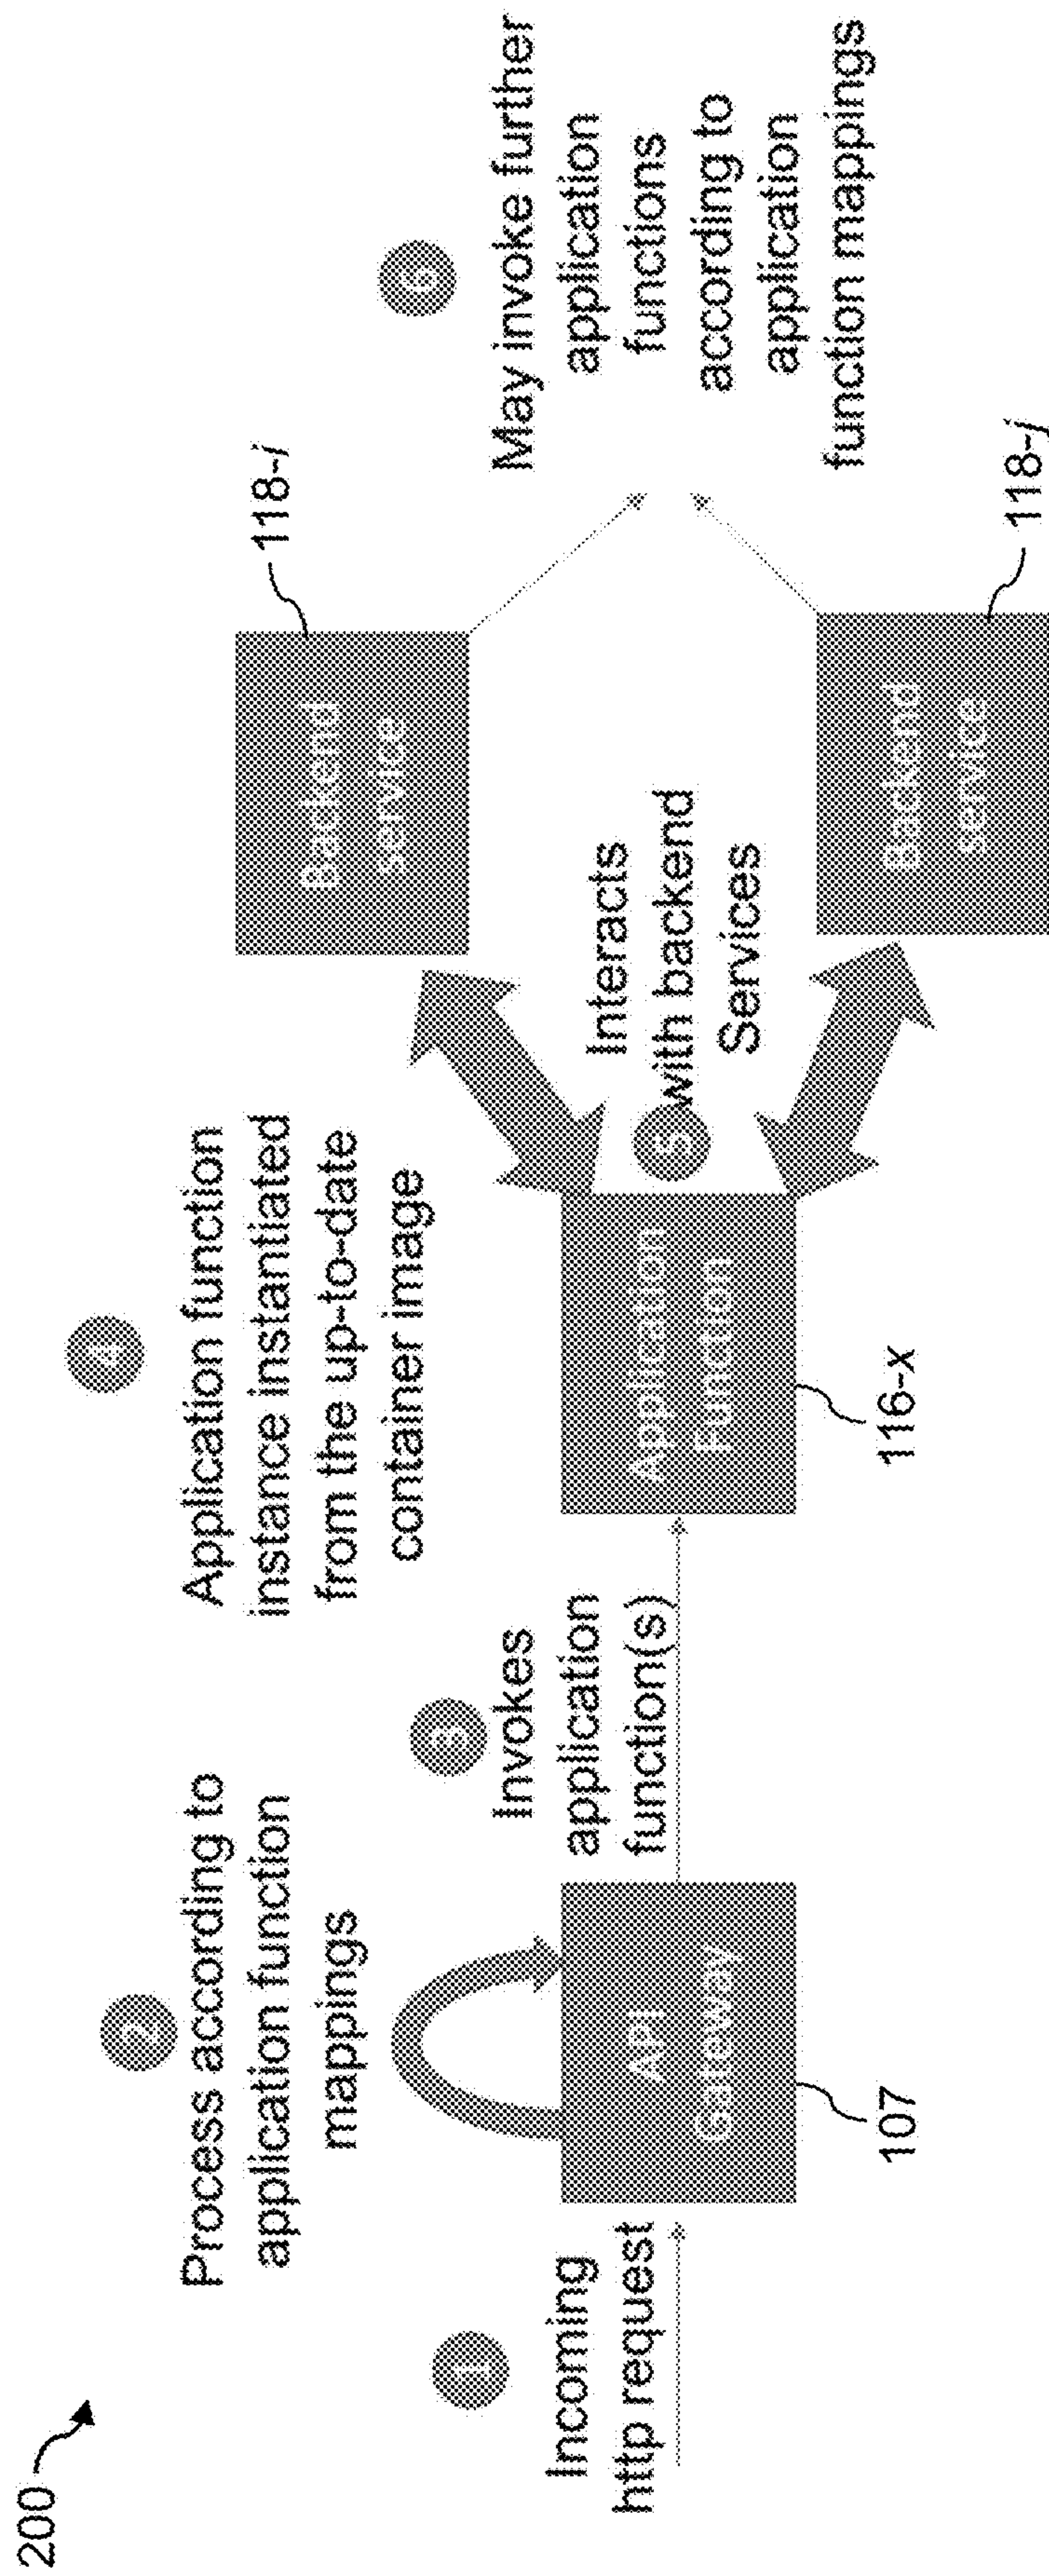 200
1
Incoming
http request
2
Process according to
application function
mappings
API
Gateway
107
3
Invokes
application
function(s)
4
Application function
instance instantiated
from the up-to-date
container image
Application
Function
116-x
5
Interacts
with backend
Services
Backend
service
118-i
Backend
service
118-j
6
May invoke further
application
functions
according to
application
function mappings